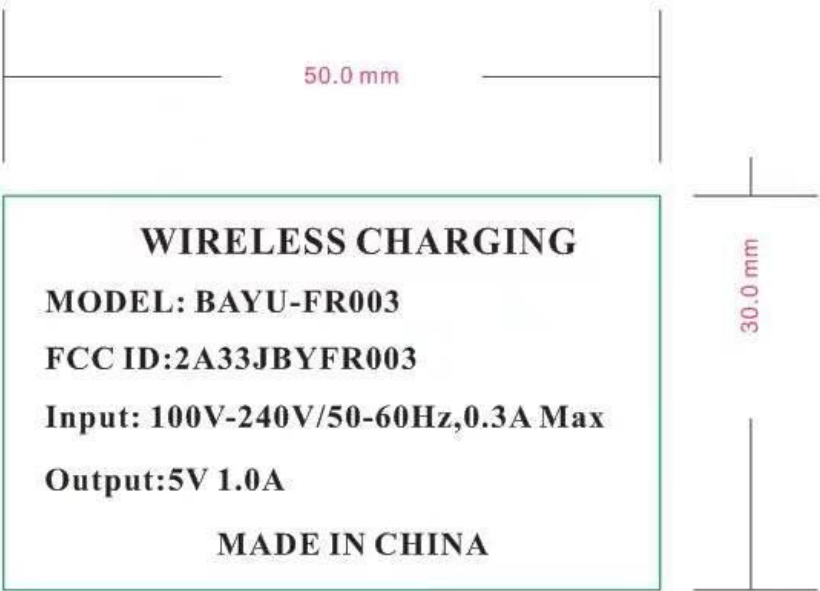 50.0 mm
WIRELESS CHARGING
30.0 mm
MODEL: BAYU-FR003
FCC ID:2A33JBYFR003
Input: 100V-240V/50-60Hz,0.3A Max
Output:5V 1.0A
MADE IN CHINA